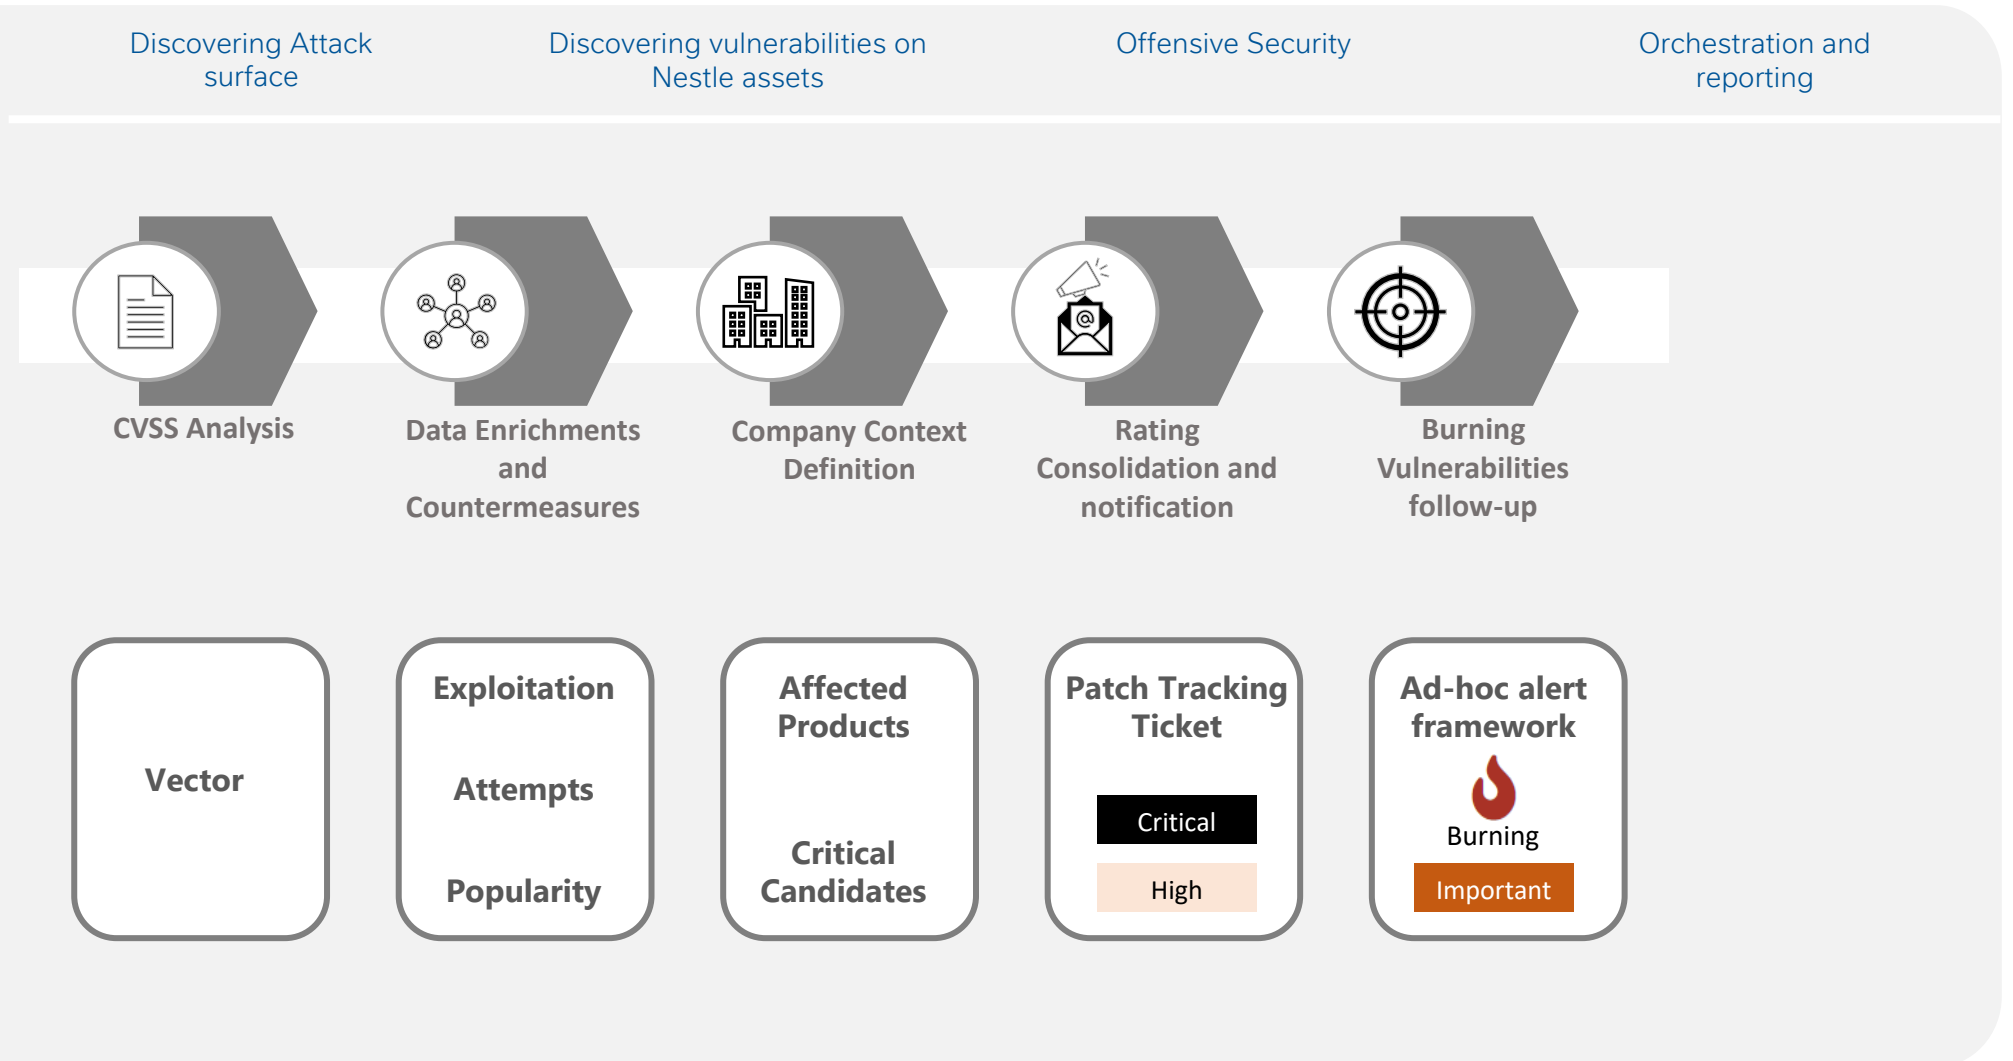 Discovering Attack
surface
Discovering vulnerabilities on
Nestle assets
Offensive Security
Orchestration and
reporting
CVSS Analysis
Data Enrichments
and
Countermeasures
Company Context
Definition
@
Rating
Consolidation and
notification
Burning
Vulnerabilities
follow-up
Vector
Exploitation
Attempts
Popularity
Affected
Products
Critical
Candidates
Patch Tracking
Ticket
Critical
High
Ad-hoc alert
framework
Burning
Important